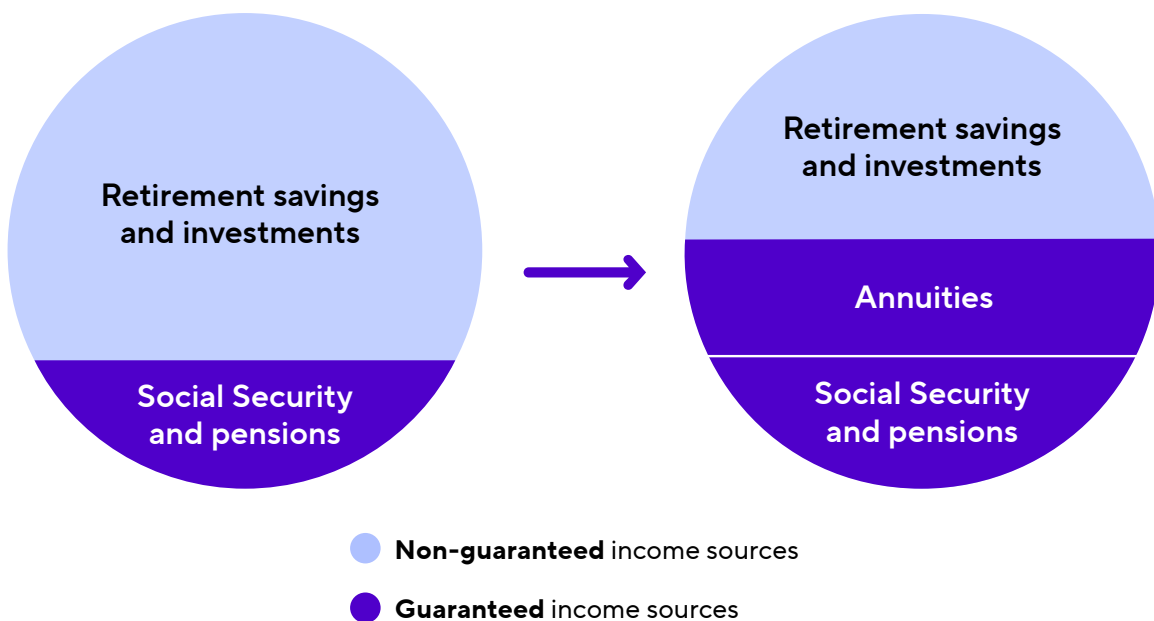 Retirement savings
and investments
Social Security
and pensions
Retirement savings
and investments
Annuities
Social Security
and pensions
Non-guaranteed income sources
Guaranteed income sources